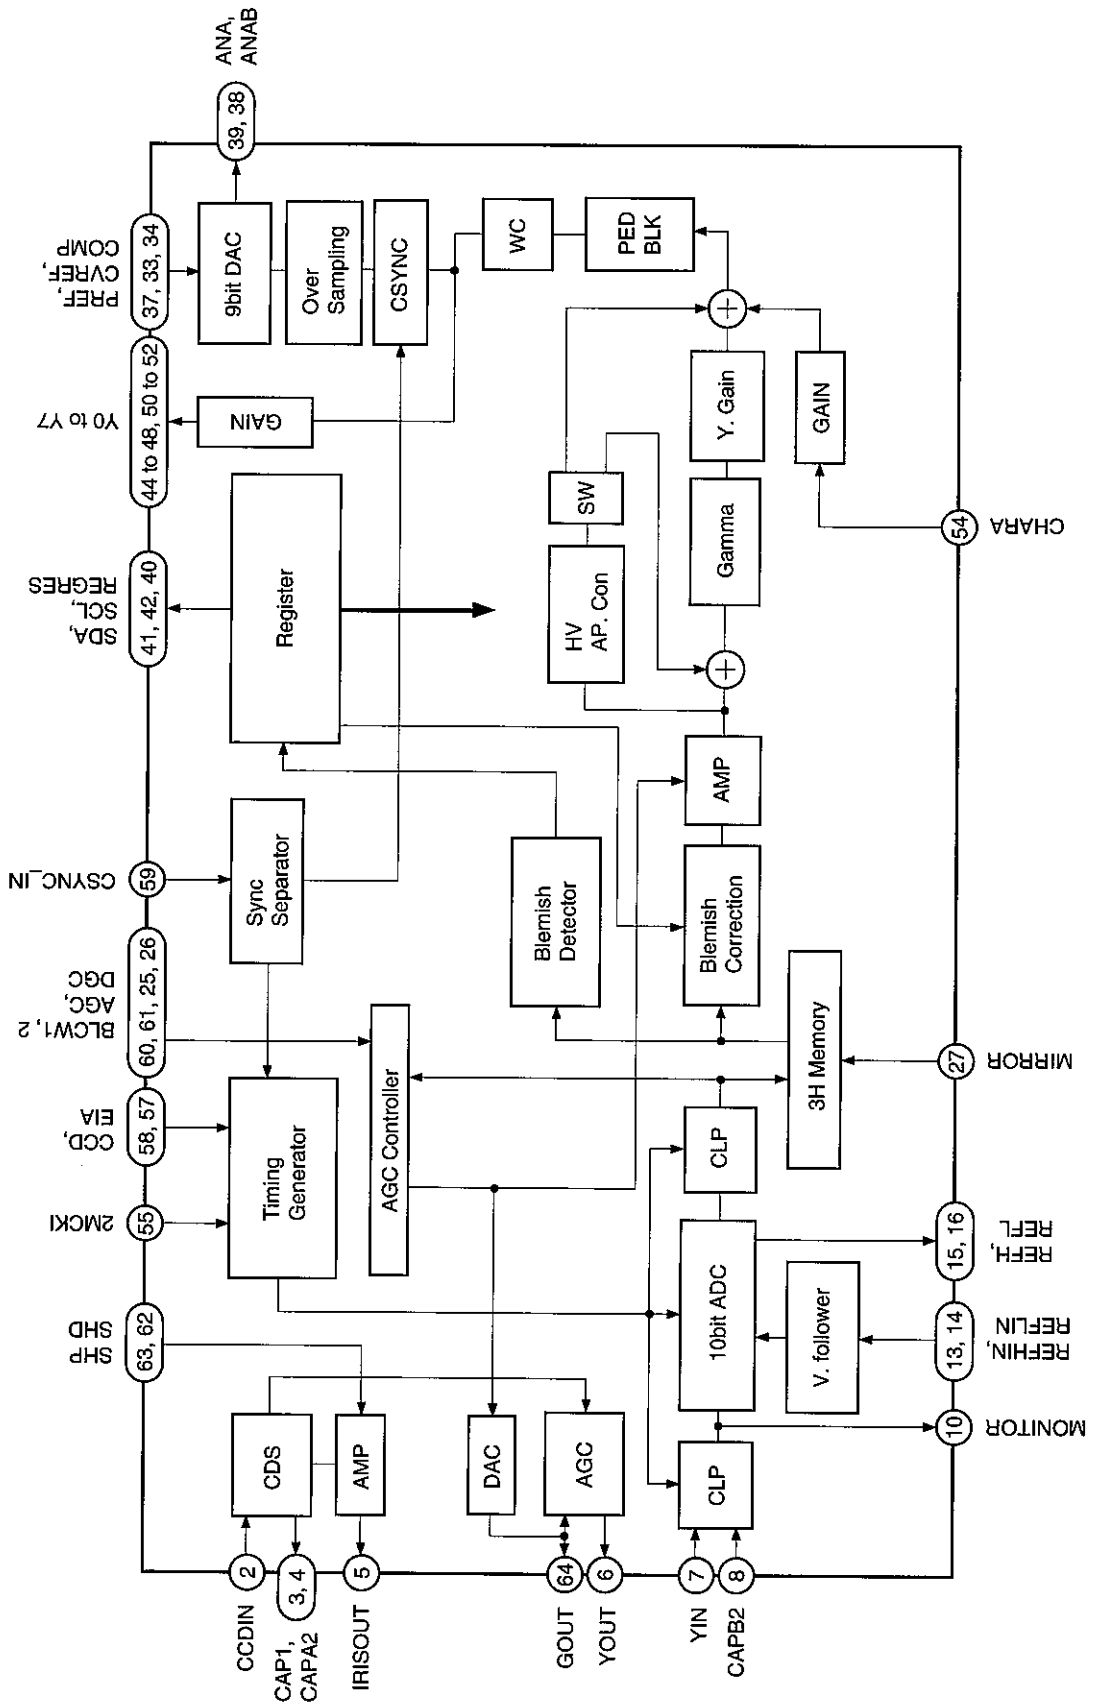 SHP
SHD
63, 62
2MCKI
55
CCD,
EIA
58, 57
BLCW1, 2
AGC,
DGC
60, 61, 25, 26
CSYNC_IN
59
SDA,
SCL,
REGRES
41, 42, 40
Y0 to Y7
44 to 48, 50 to 52
PREF,
CVREF,
COMP
37, 33, 34
ANA,
ANAB
39, 38
CCDIN
2
CAP1,
CAPA2
3, 4
IRISOUT
5
GOUT
64
YOUT
6
YIN
7
CAPB2
8
CDS
AMP
DAC
AGC
CLP
Timing
Generator
AGC Controller
10bit ADC
V. follower
CLP
3H Memory
Sync
Separator
Blemish
Detector
Blemish
Correction
AMP
Register
HV
AP. Con
SW
Gamma
Y. Gain
GAIN
GAIN
9bit DAC
Over
Sampling
CSYNC
WC
PED
BLK
+
+
10
MONITOR
13, 14
REFHIN,
REFLIN
15, 16
REFH,
REFL
27
MIRROR
54
CHARA